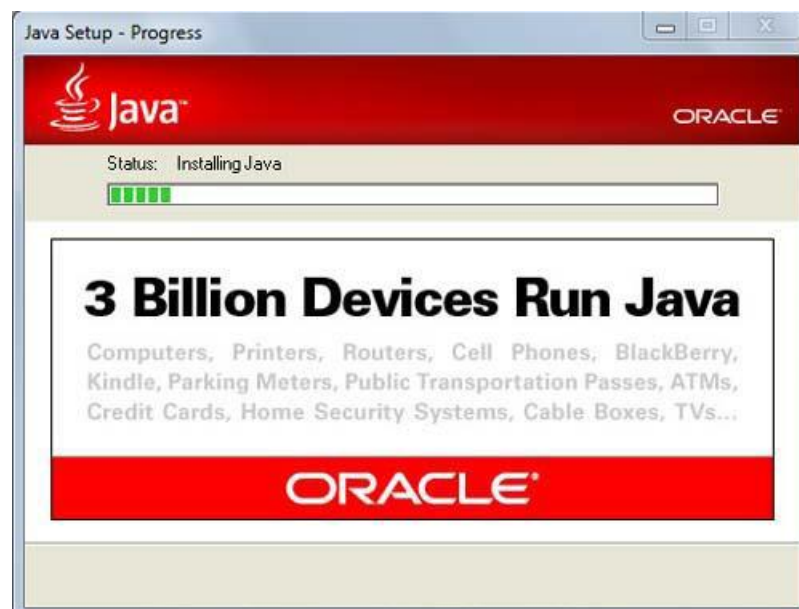 Java Setup - Progress
Java™
ORACLE®
Status: Installing Java
3 Billion Devices Run Java
Computers, Printers, Routers, Cell Phones, BlackBerry,
Kindle, Parking Meters, Public Transportation Passes, ATMs,
Credit Cards, Home Security Systems, Cable Boxes, TVs...
ORACLE®